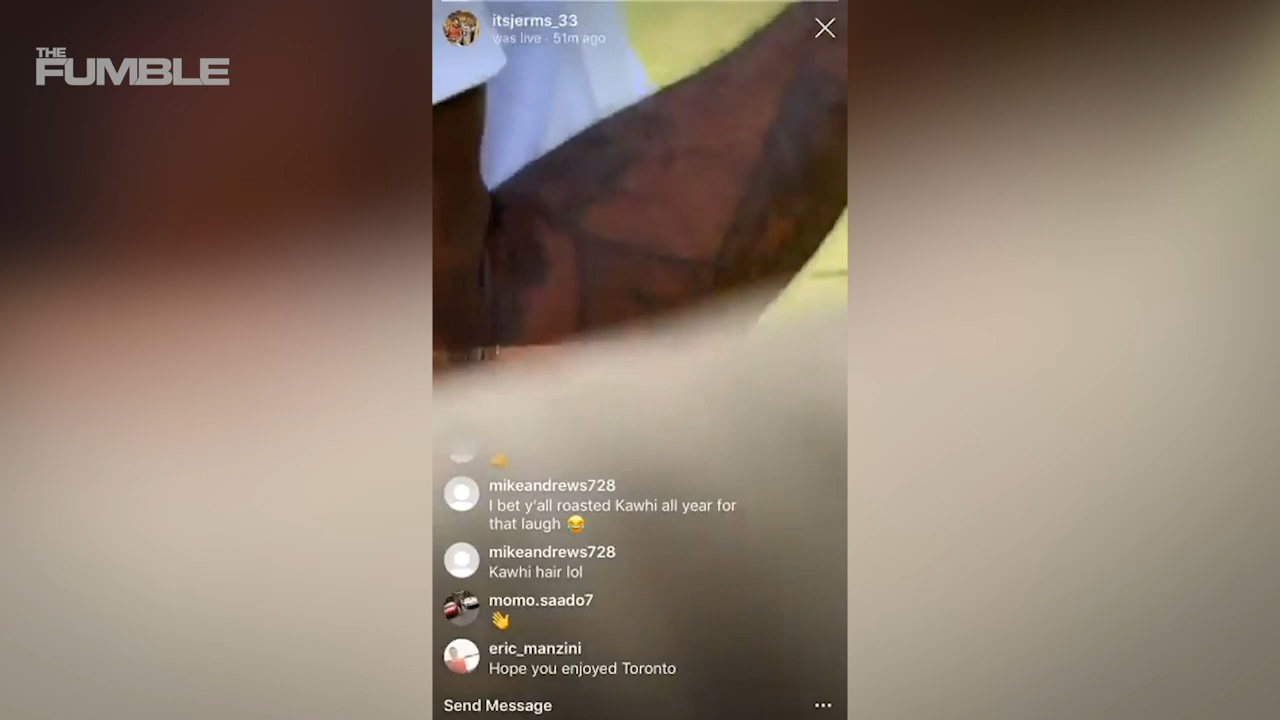 THE
FUMBLE
itsjerms_33
was live · 51m ago
mikeandrews728
I bet y'all roasted Kawhi all year for
that laugh 😂
mikeandrews728
Kawhi hair lol
momo.saado7
👋
eric_manzini
Hope you enjoyed Toronto
Send Message